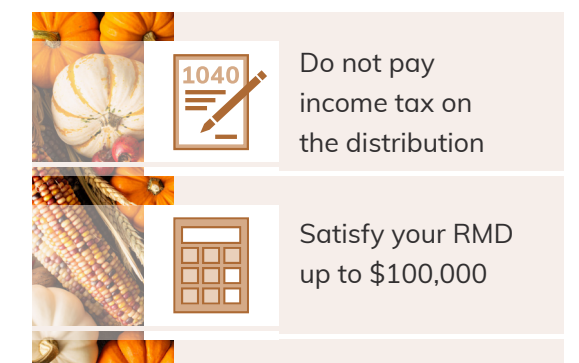 1040
Do not pay
income tax on
the distribution
Satisfy your RMD
up to $100,000